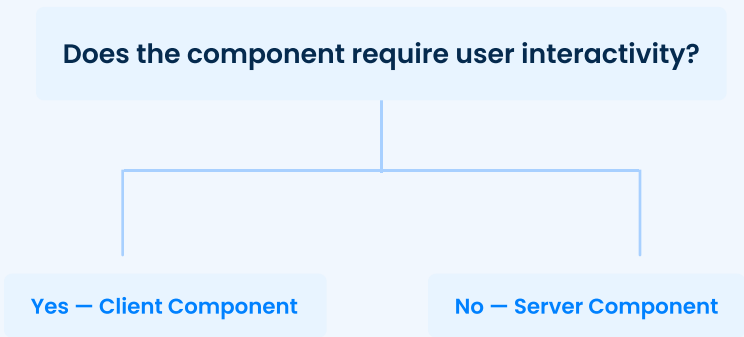 Does the component require user interactivity?
Yes — Client Component
No — Server Component